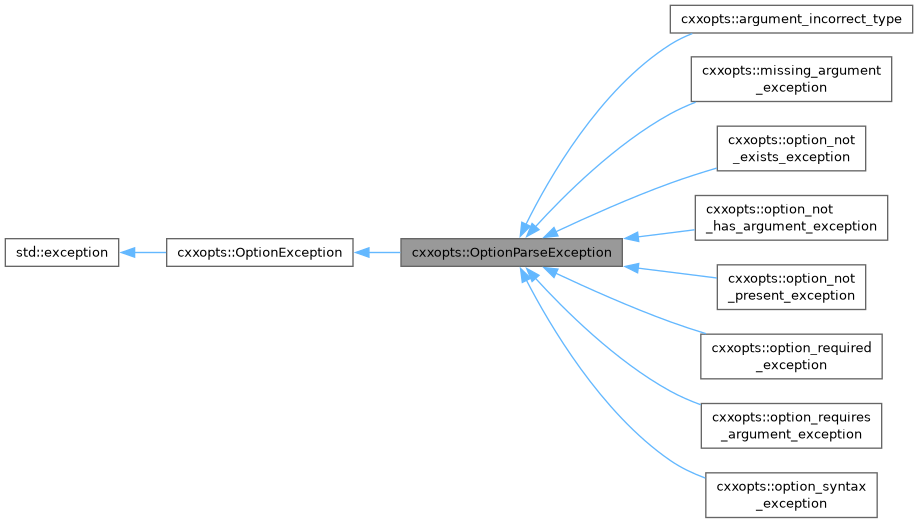 cxxopts::argument_incorrect_type
cxxopts::missing_argument
_exception
cxxopts::option_not
_exists_exception
cxxopts::option_not
_has_argument_exception
std::exception
cxxopts::OptionException
cxxopts::OptionParseException
cxxopts::option_not
_present_exception
cxxopts::option_required
_exception
cxxopts::option_requires
_argument_exception
cxxopts::option_syntax
_exception